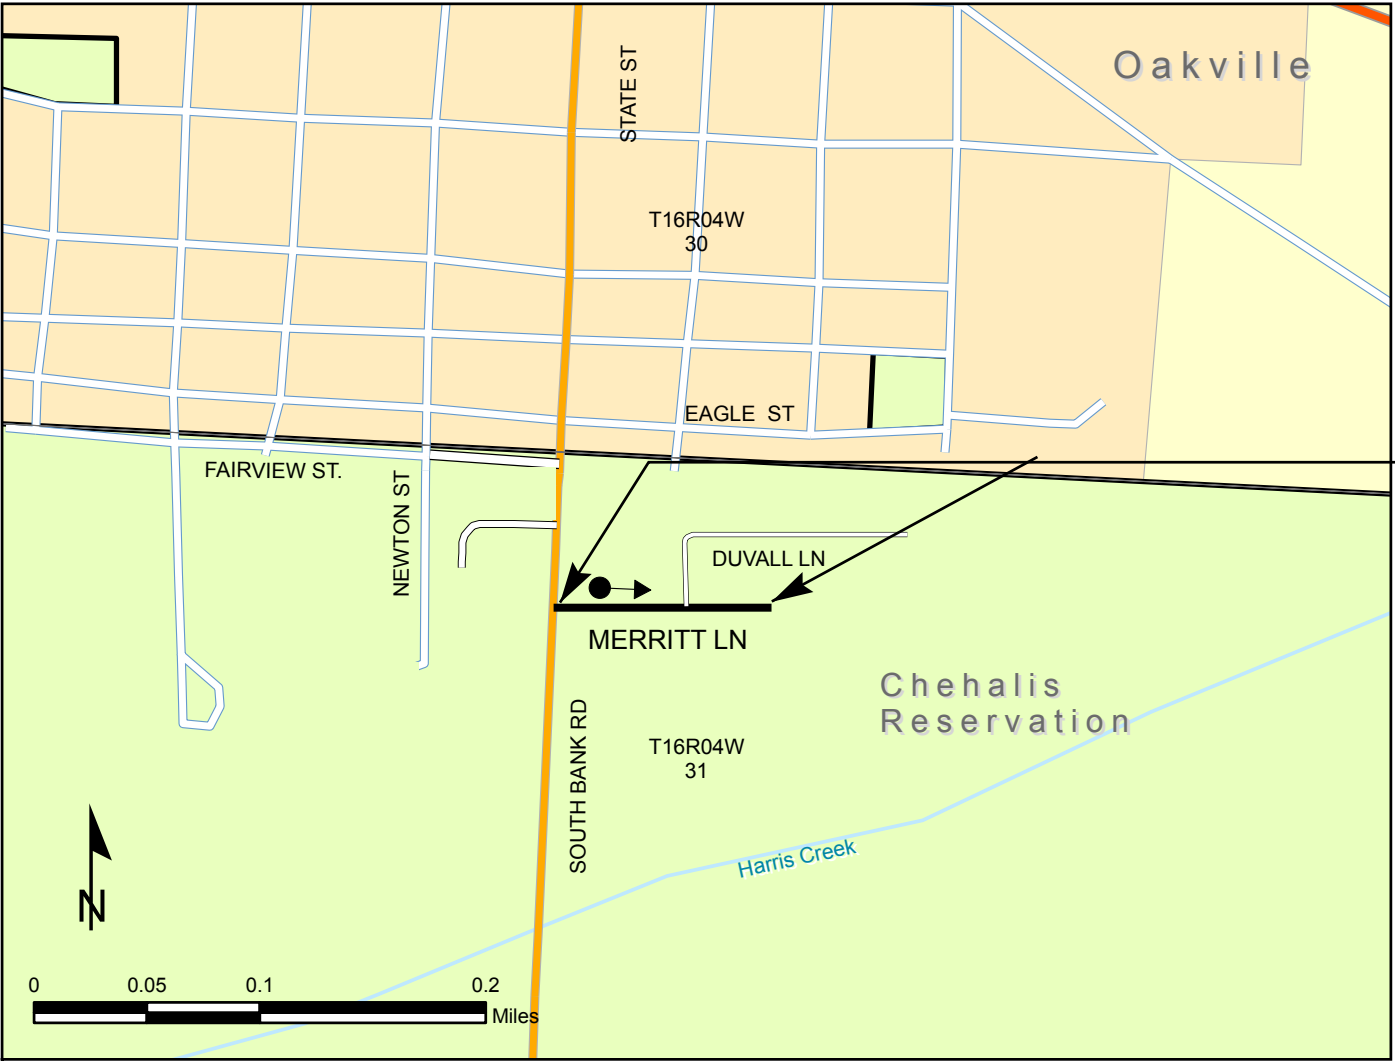 Oakville
STATE ST
T16R04W
30
EAGLE ST
FAIRVIEW ST.
NEWTON ST
DUVALL LN
MERRITT LN
Chehalis
Reservation
SOUTH BANK RD
T16R04W
31
Harris Creek
N
0 0.05 0.1 0.2
Miles